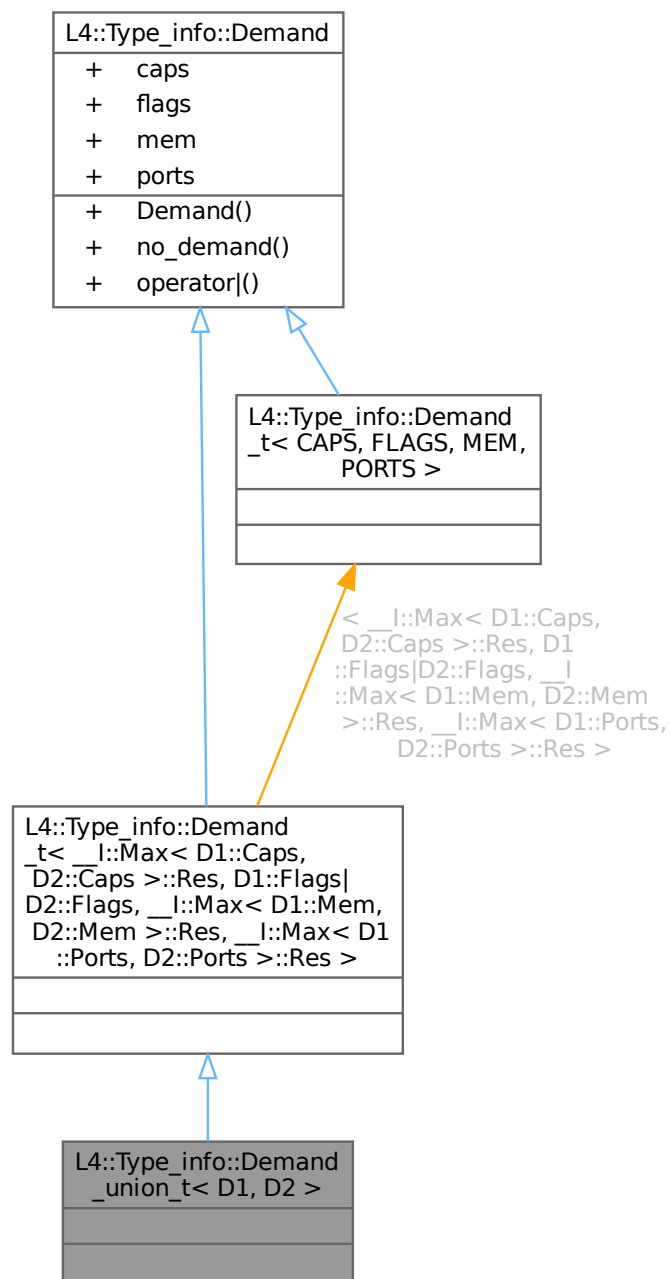 L4::Type_info::Demand
+ caps
+ flags
+ mem
+ ports
+ Demand()
+ no_demand()
+ operator|()
L4::Type_info::Demand
_t< CAPS, FLAGS, MEM,
PORTS >
< __I::Max< D1::Caps,
D2::Caps >::Res, D1
::Flags|D2::Flags, __I
::Max< D1::Mem, D2::Mem
>::Res, __I::Max< D1::Ports,
D2::Ports >::Res >
L4::Type_info::Demand
_t< __I::Max< D1::Caps,
D2::Caps >::Res, D1::Flags|
D2::Flags, __I::Max< D1::Mem,
D2::Mem >::Res, __I::Max< D1
::Ports, D2::Ports >::Res >
L4::Type_info::Demand
_union_t< D1, D2 >